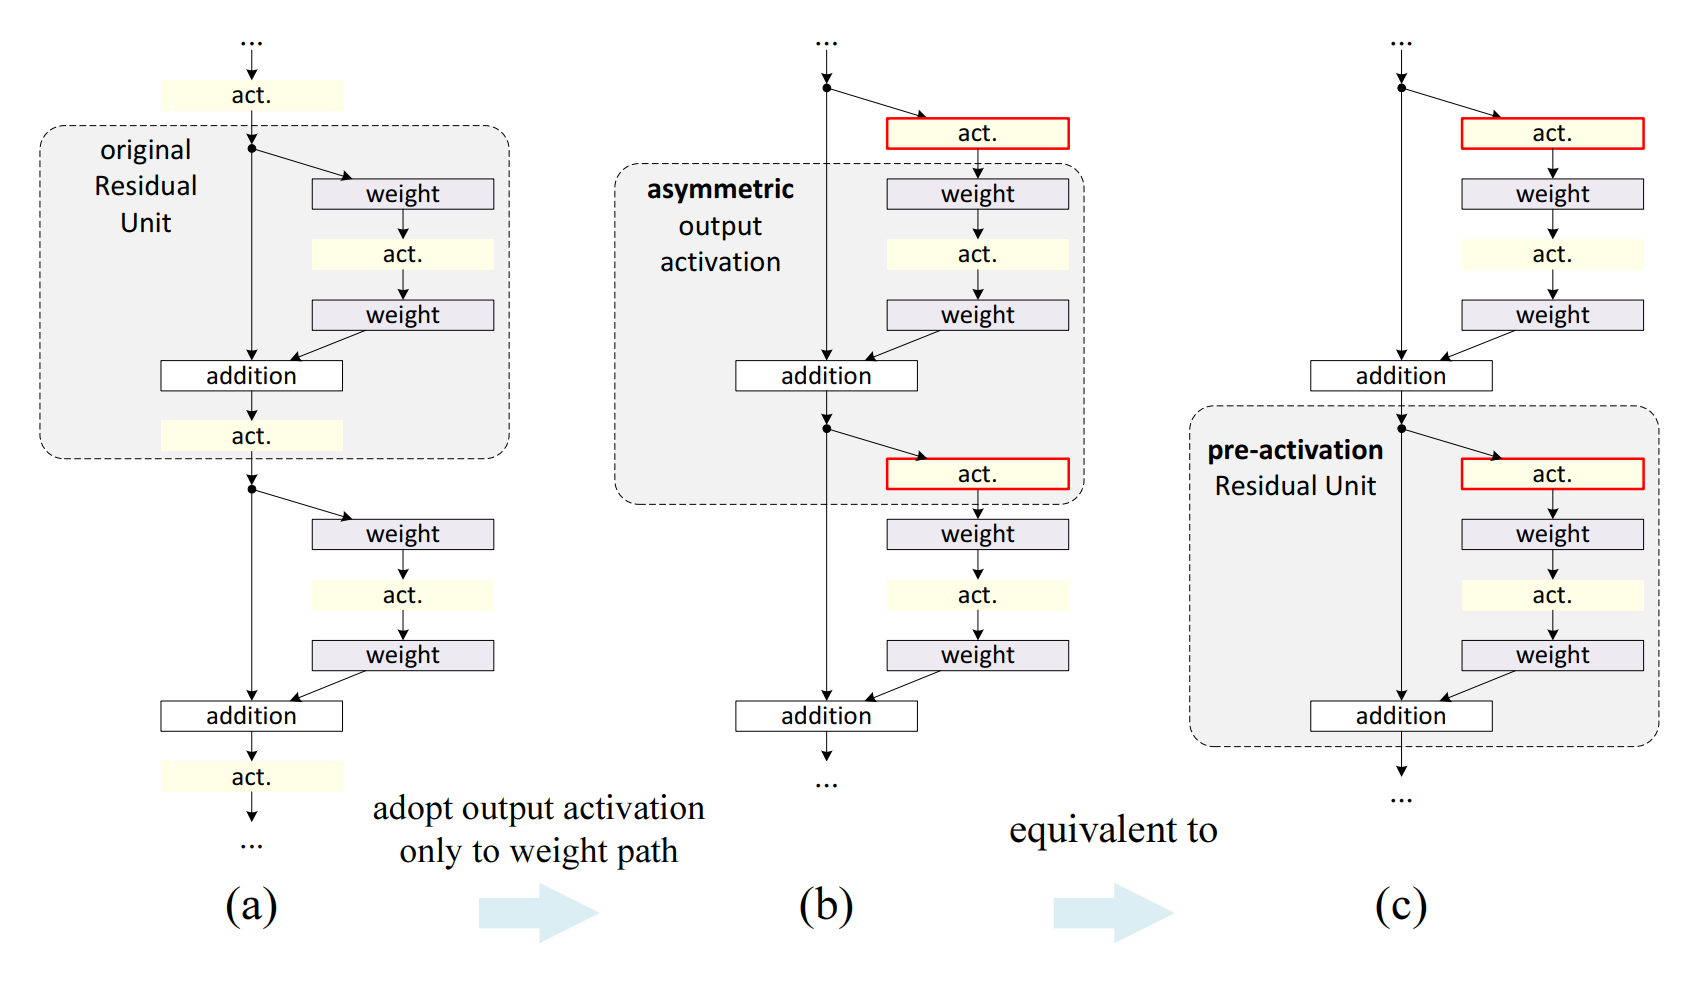 ...
act.
original
Residual
Unit
weight
act.
weight
addition
act.
weight
act.
weight
addition
act.
...
(a)
adopt output activation
only to weight path
...
act.
asymmetric
output
activation
weight
act.
weight
addition
act.
weight
act.
weight
addition
...
(b)
equivalent to
...
act.
weight
act.
weight
addition
pre-activation
Residual Unit
act.
weight
act.
weight
addition
...
(c)